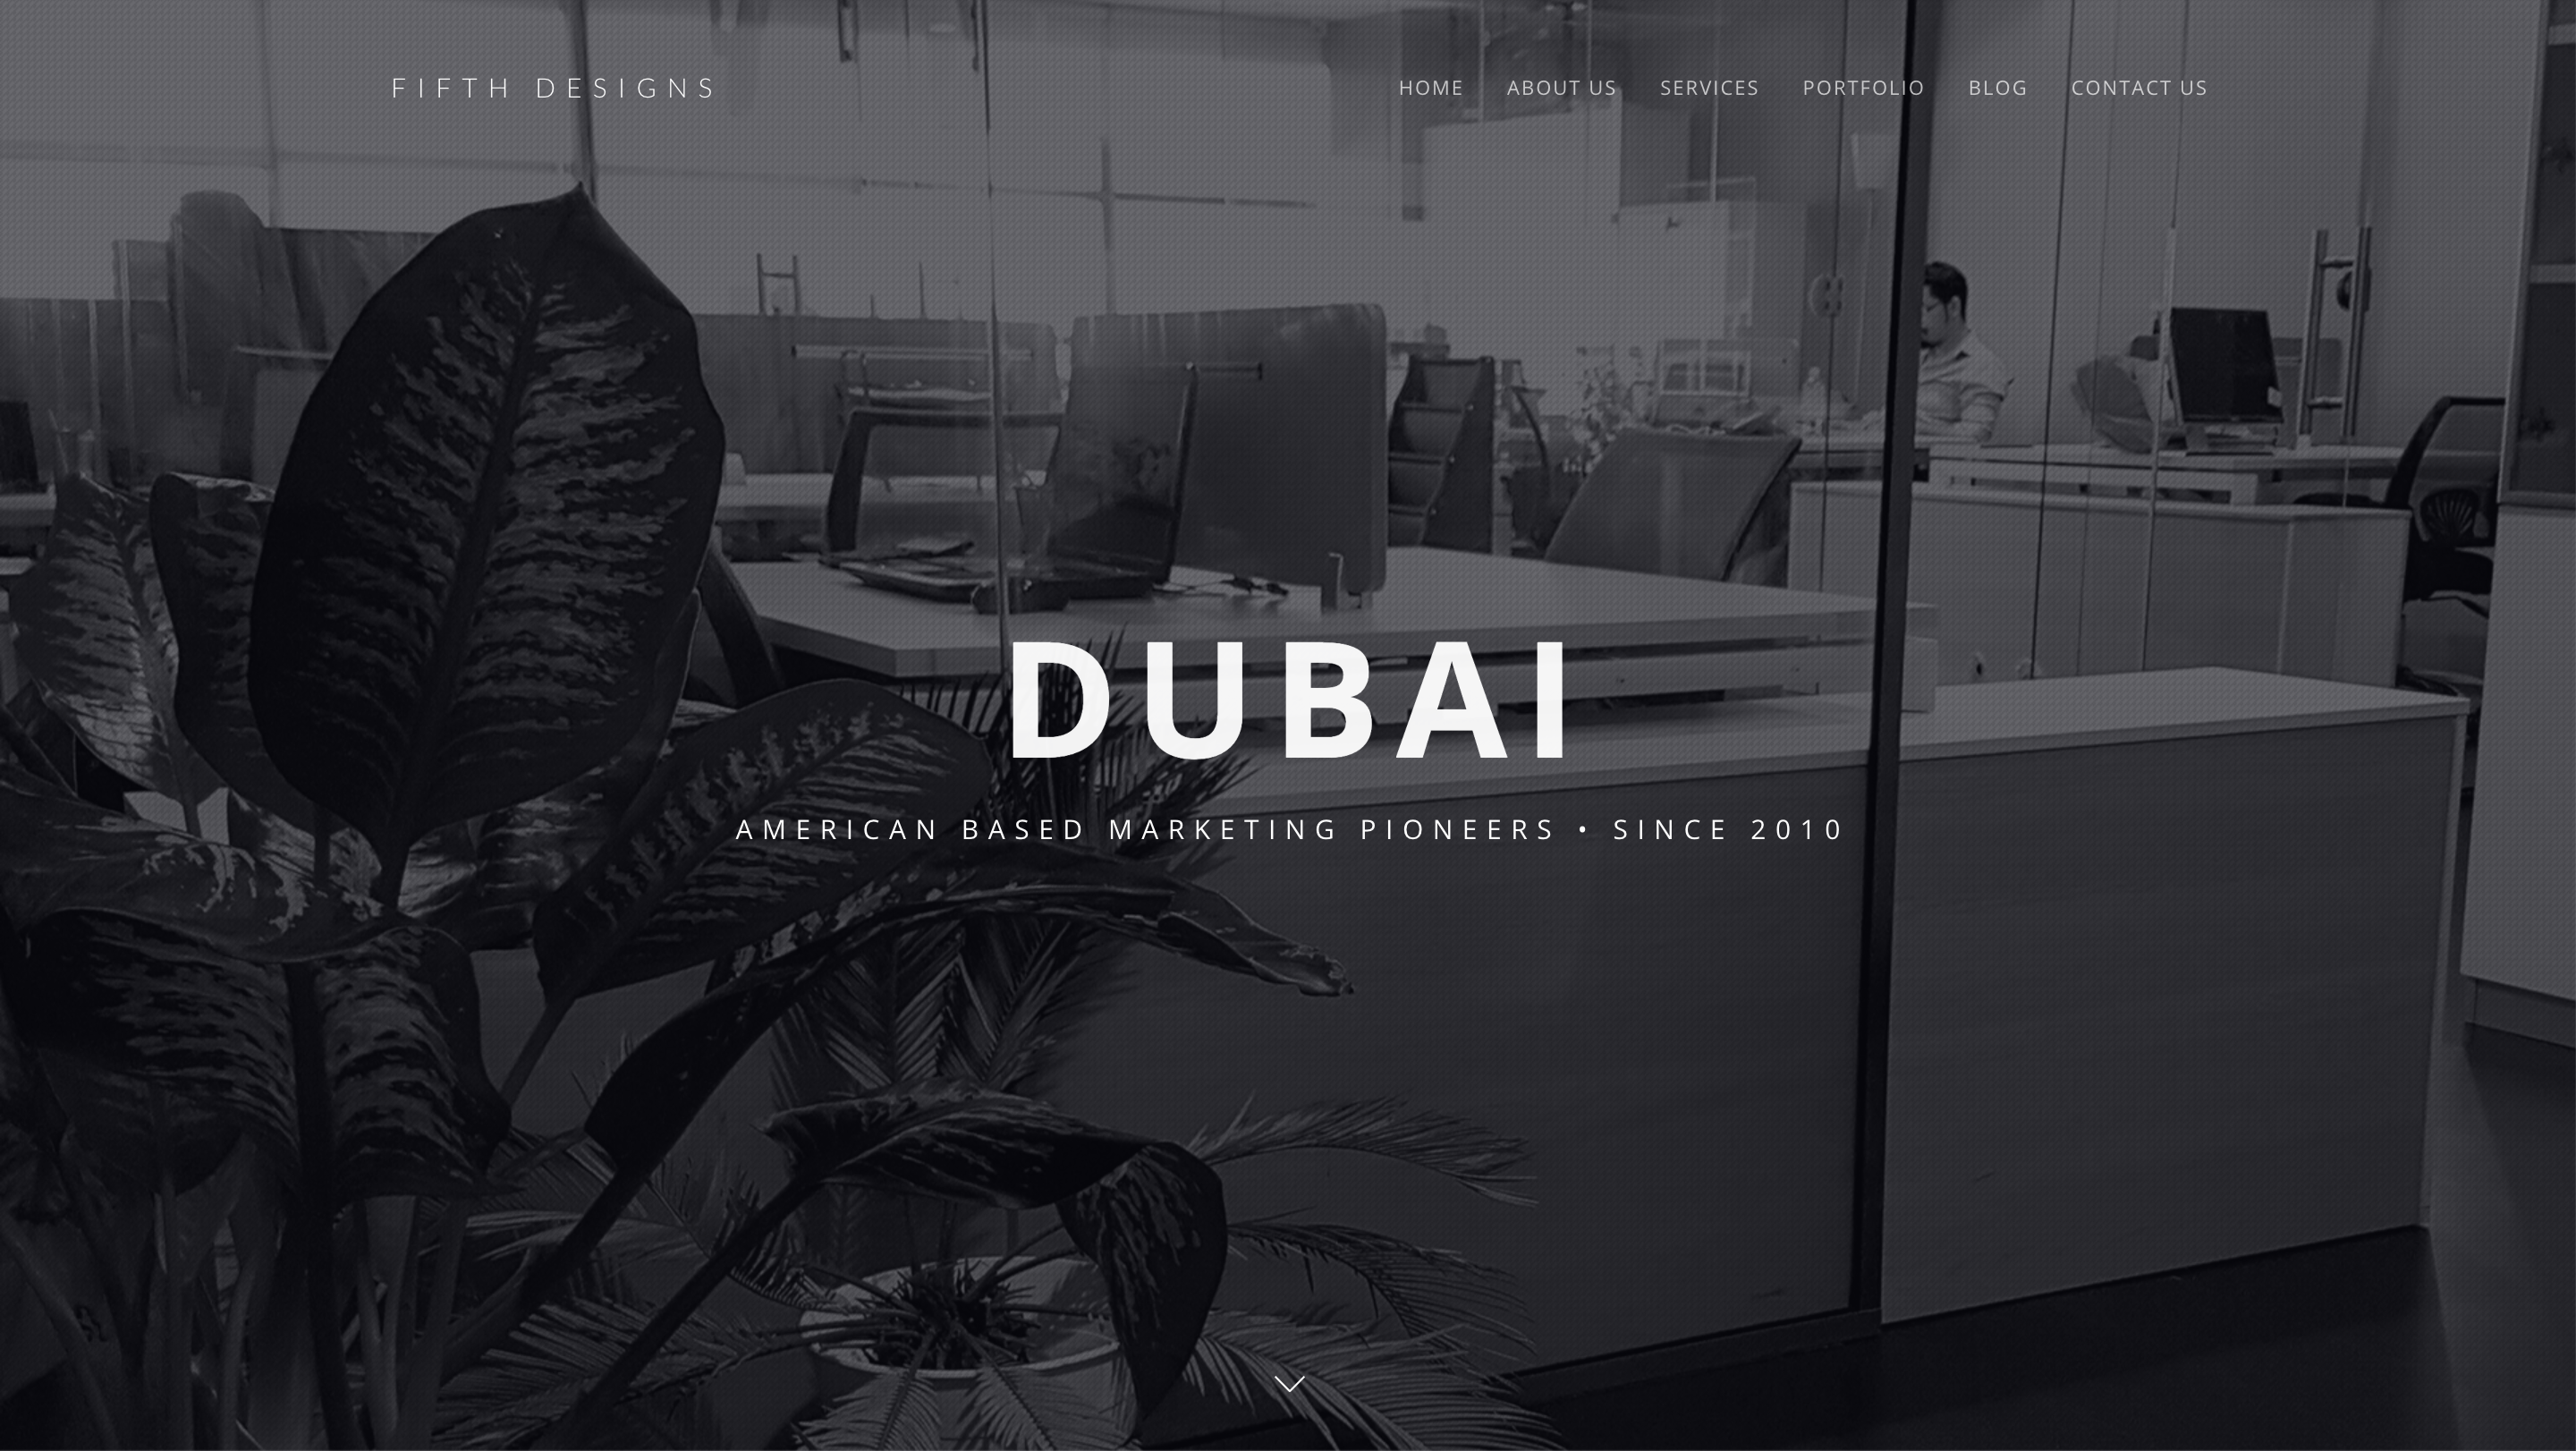 FIFTH DESIGNS
HOME ABOUT US SERVICES PORTFOLIO BLOG CONTACT US
DUBAI
AMERICAN BASED MARKETING PIONEERS • SINCE 2010